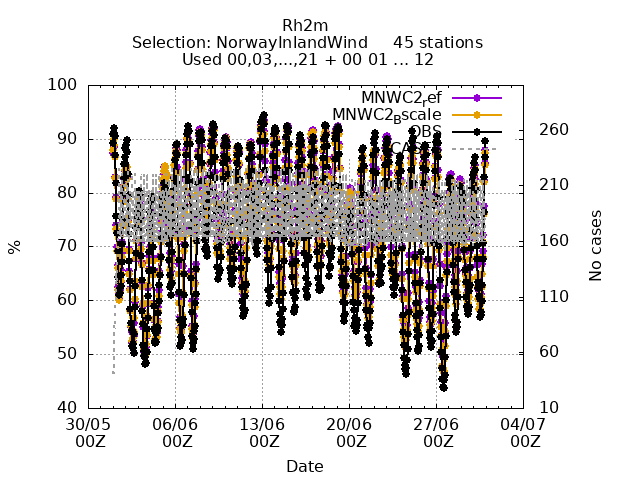 Rh2m
Selection: NorwayInlandWind 45 stations
Used 00,03,...,21 + 00 01 ... 12
MNWC2ref
MNWC2Bscale
OBS
100
90
80
70
60
50
40
260
210
160
110
60
10
%
No cases
30/05 06/06 13/06 20/06 27/06 04/07
00Z 00Z 00Z 00Z 00Z 00Z
Date